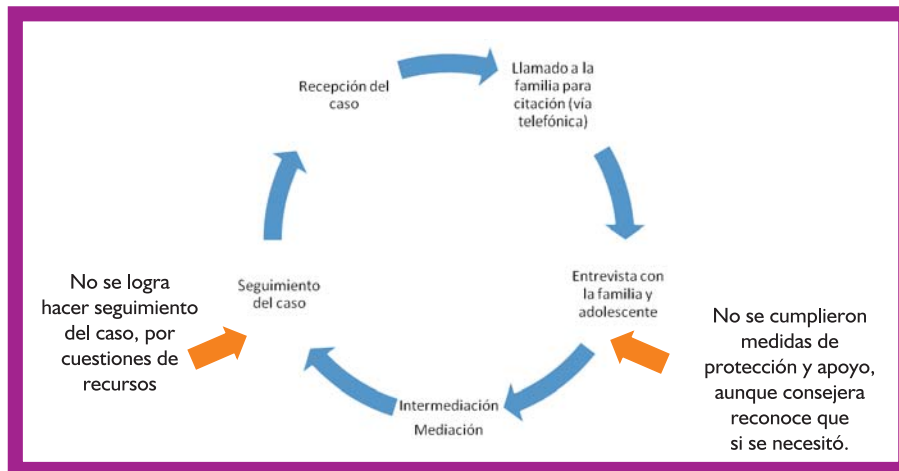 Recepción del
caso
Llamado a la
familia para
citación (vía
telefónica)
Entrevista con
la familia y
adolescente
No se cumplieron
medidas de
protección y apoyo,
aunque consejera
reconoce que
si se necesitó.
Intermediación
Mediación
Seguimiento
del caso
No se logra
hacer seguimiento
del caso, por
cuestiones de
recursos